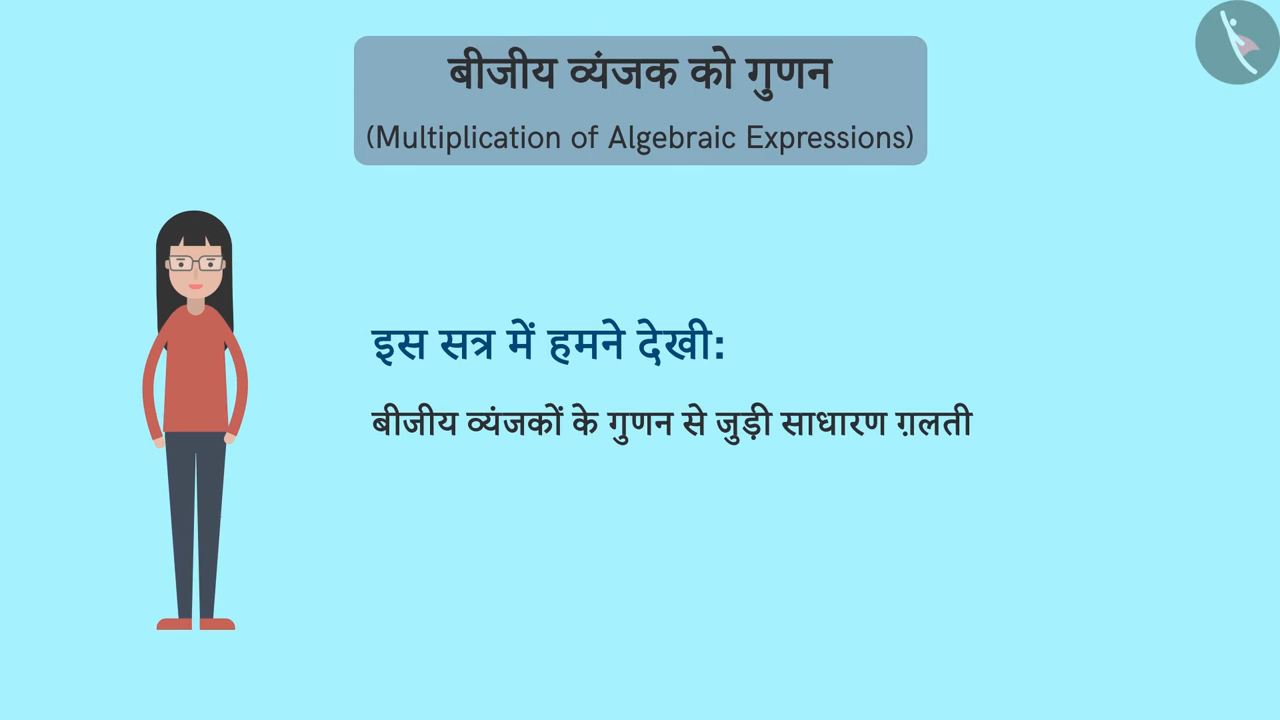 बीजीय व्यंजक को गुणन
(Multiplication of Algebraic Expressions)
इस सत्र में हमने देखी:
बीजीय व्यंजकों के गुणन से जुड़ी साधारण ग़लती